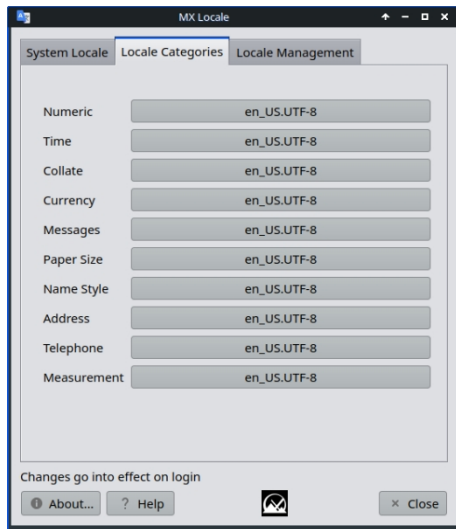 MX Locale
System Locale Locale Categories Locale Management
Numeric en_US.UTF-8
Time en_US.UTF-8
Collate en_US.UTF-8
Currency en_US.UTF-8
Messages en_US.UTF-8
Paper Size en_US.UTF-8
Name Style en_US.UTF-8
Address en_US.UTF-8
Telephone en_US.UTF-8
Measurement en_US.UTF-8
Changes go into effect on login
About... ? Help × Close